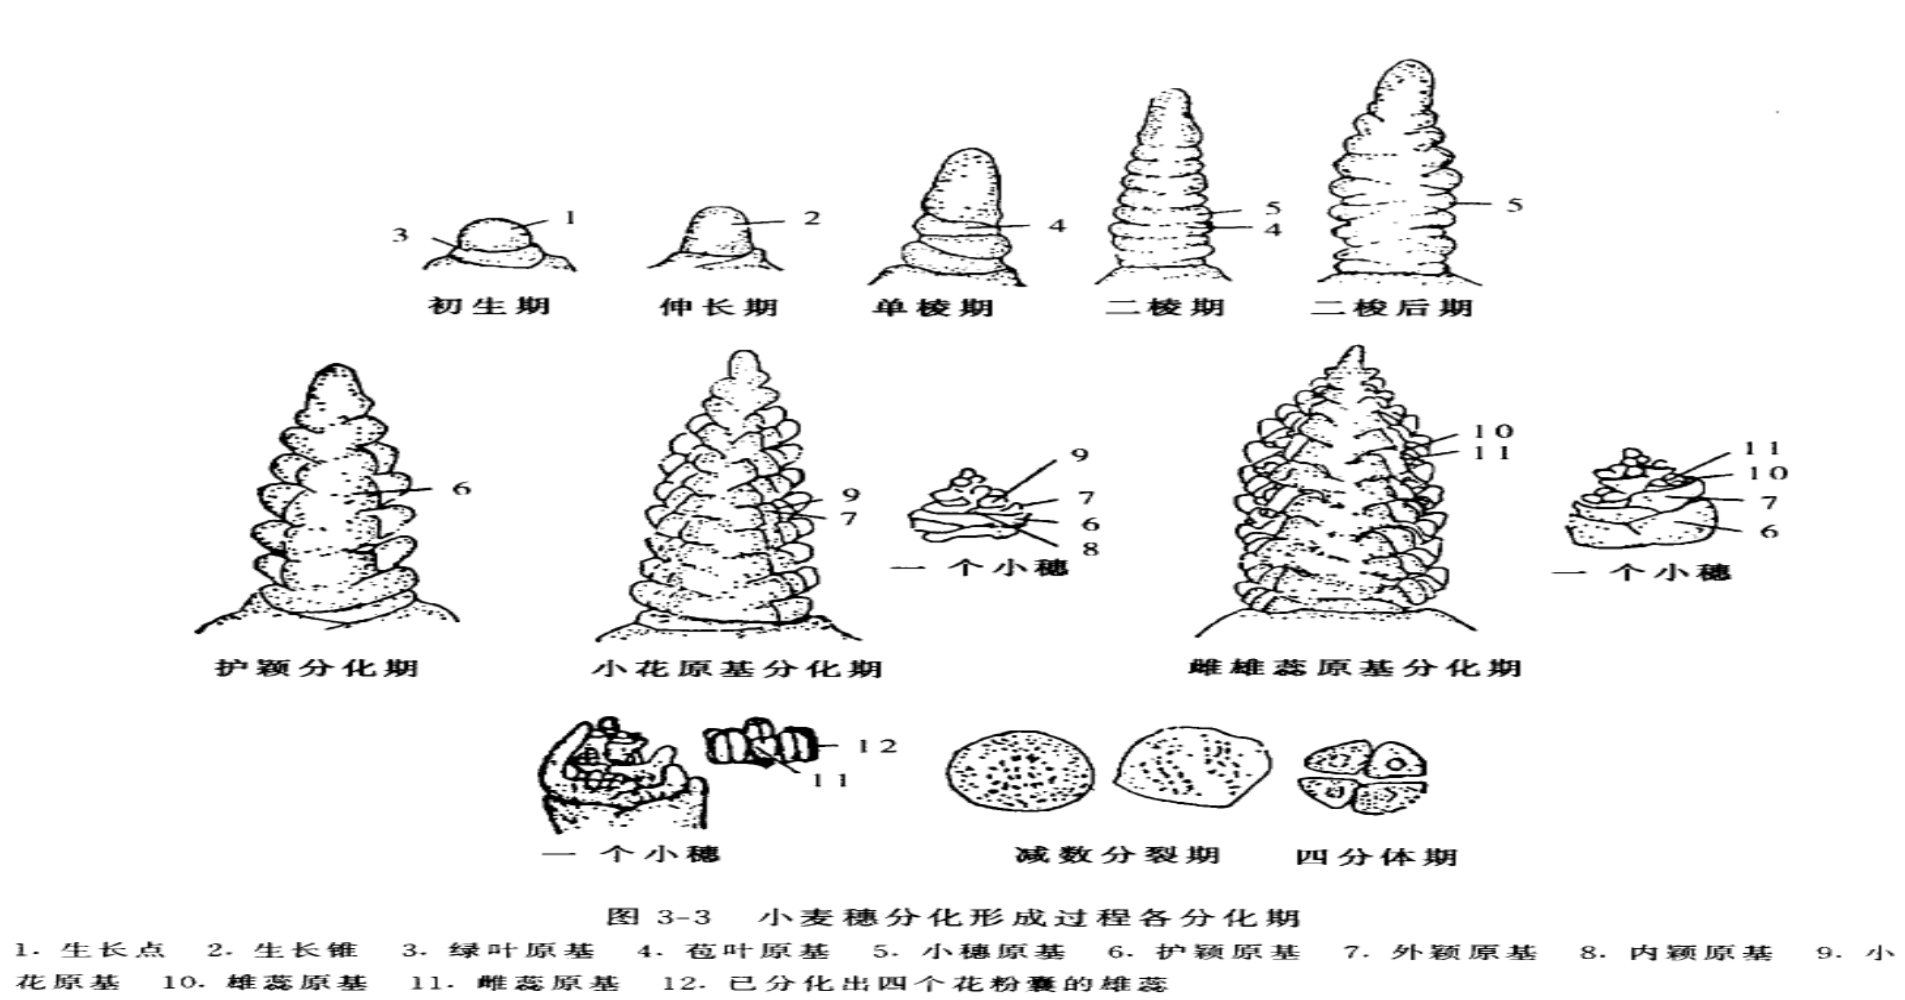 1
2
3
4
5
4
5
初生期
伸长期
单棱期
二棱期
二棱后期
6
9
7
9
7
6
8
一个小穗
10
11
11
10
7
6
一个小穗
护颖分化期
小花原基分化期
雌雄蕊原基分化期
12
11
一个小穗
减数分裂期
四分体期
图 3-3 小麦穗分化形成过程各分化期
1. 生长点 2. 生长锥 3. 绿叶原基 4. 苞叶原基 5. 小穗原基 6. 护颖原基 7. 外颖原基 8. 内颖原基 9. 小
花原基 10. 雄蕊原基 11. 雌蕊原基 12. 已分化出四个花粉囊的雄蕊